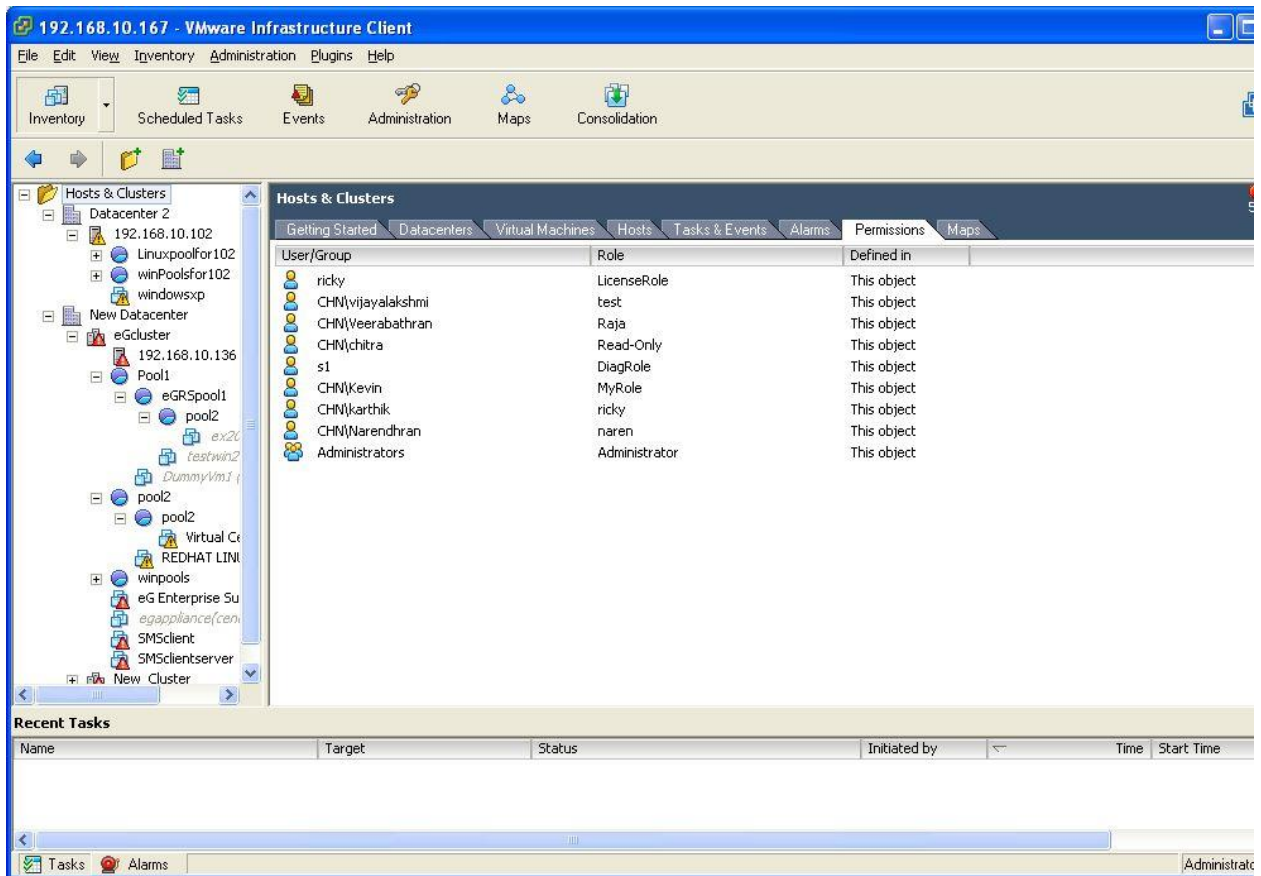 192.168.10.167 - VMware Infrastructure Client
File Edit View Inventory Administration Plugins Help
Inventory Scheduled Tasks Events Administration Maps Consolidation
Hosts & Clusters
Datacenter 2
192.168.10.102
Linuxpoolfor102
winPoolsfor102
windowsxp
New Datacenter
eGcluster
192.168.10.136
Pool1
eGRSpool1
pool2
ex20
testwin2
DummyVm1 (
pool2
pool2
Virtual Ce
REDHAT LINU
winpools
eG Enterprise Su
egappliance(cen
SMSclient
SMSclientserver
New Cluster
Hosts & Clusters
Getting Started Datacenters Virtual Machines Hosts Tasks & Events Alarms Permissions Maps
User/Group Role Defined in
ricky LicenseRole This object
CHN\vijayalakshmi test This object
CHN\Veerabathran Raja This object
CHN\chitra Read-Only This object
s1 DiagRole This object
CHN\Kevin MyRole This object
CHN\karthik ricky This object
CHN\Narendhran naren This object
Administrators Administrator This object
Recent Tasks
Name Target Status Initiated by Time Start Time
Tasks Alarms Administrato